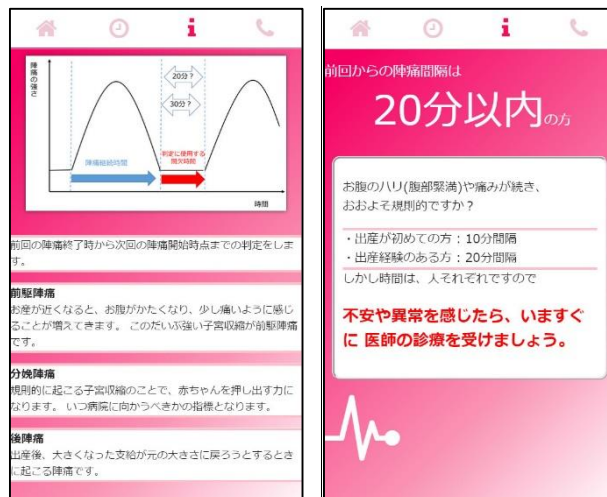 陣痛の強さ
20分？
30分？
陣痛継続時間
判定に使用する
間欠時間
時間
前回の陣痛終了時から次回の陣痛開始時点までの判定をしま
す。
前駆陣痛
お産が近くなると、お腹がかたくなり、少し痛いように感じ
ることが増えてきます。 このだいぶ強い子宮収縮が前駆陣痛
です。
分娩陣痛
規則的に起こる子宮収縮のことで、赤ちゃんを押し出す力に
なります。 いつ病院に向かうべきかの指標となります。
後陣痛
出産後、大きくなった支給が元の大きさに戻ろうとするとき
に起こる陣痛です。
前回からの陣痛間隔は
20分以内の方
お腹のハリ(腹部緊満)や痛みが続き、
おおよそ規則的ですか？
・出産が初めての方：10分間隔
・出産経験のある方：20分間隔
しかし時間は、人それぞれですので
不安や異常を感じたら、いますぐ
に 医師の診療を受けましょう。